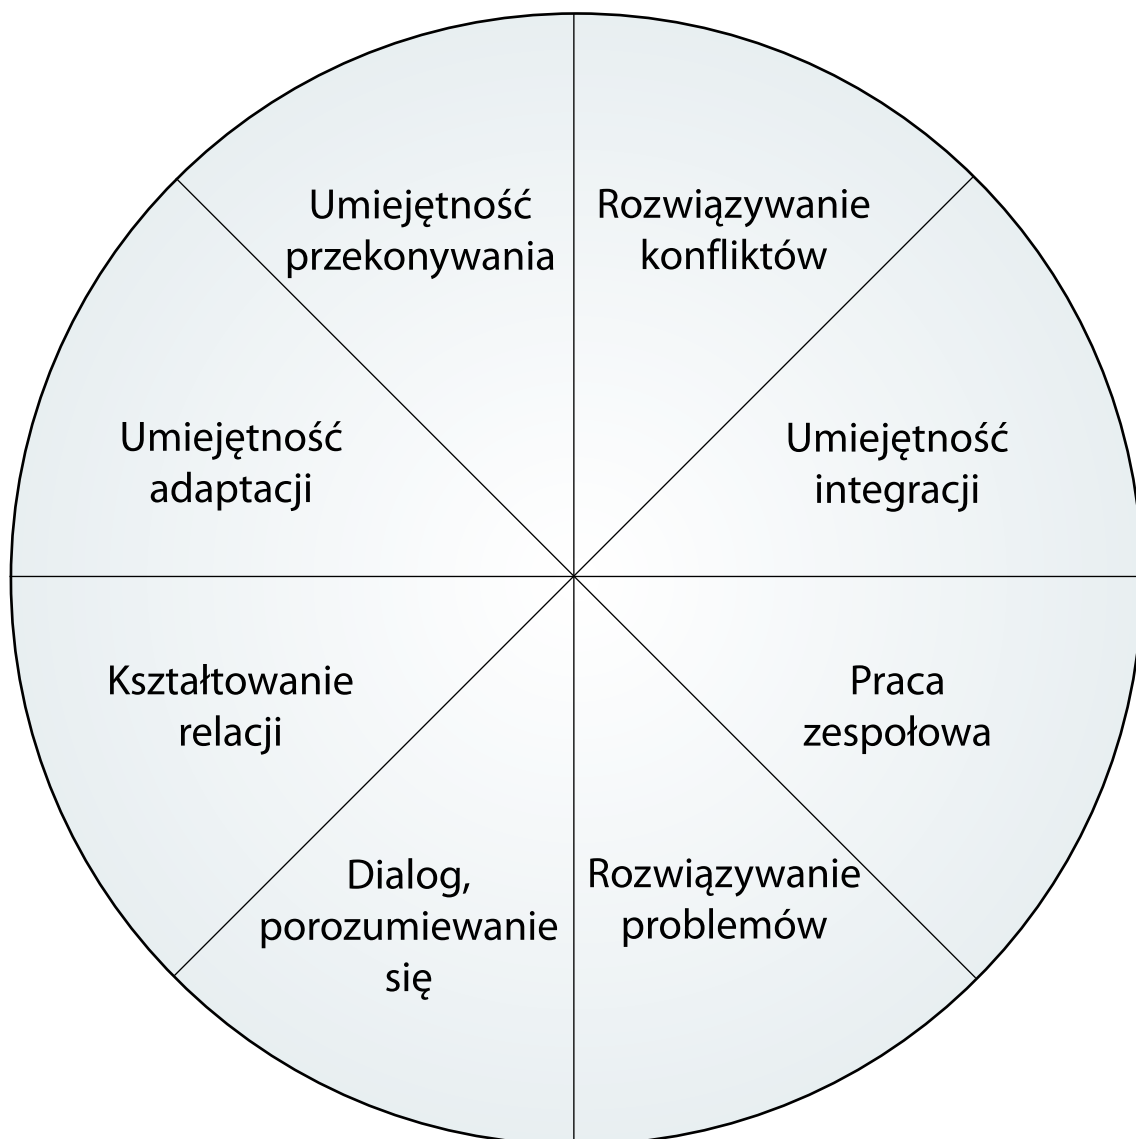 Umiejętność
przekonywania
Rozwiązywanie
konfliktów
Umiejętność
adaptacji
Umiejętność
integracji
Kształtowanie
relacji
Praca
zespołowa
Dialog,
porozumiewanie
się
Rozwiązywanie
problemów